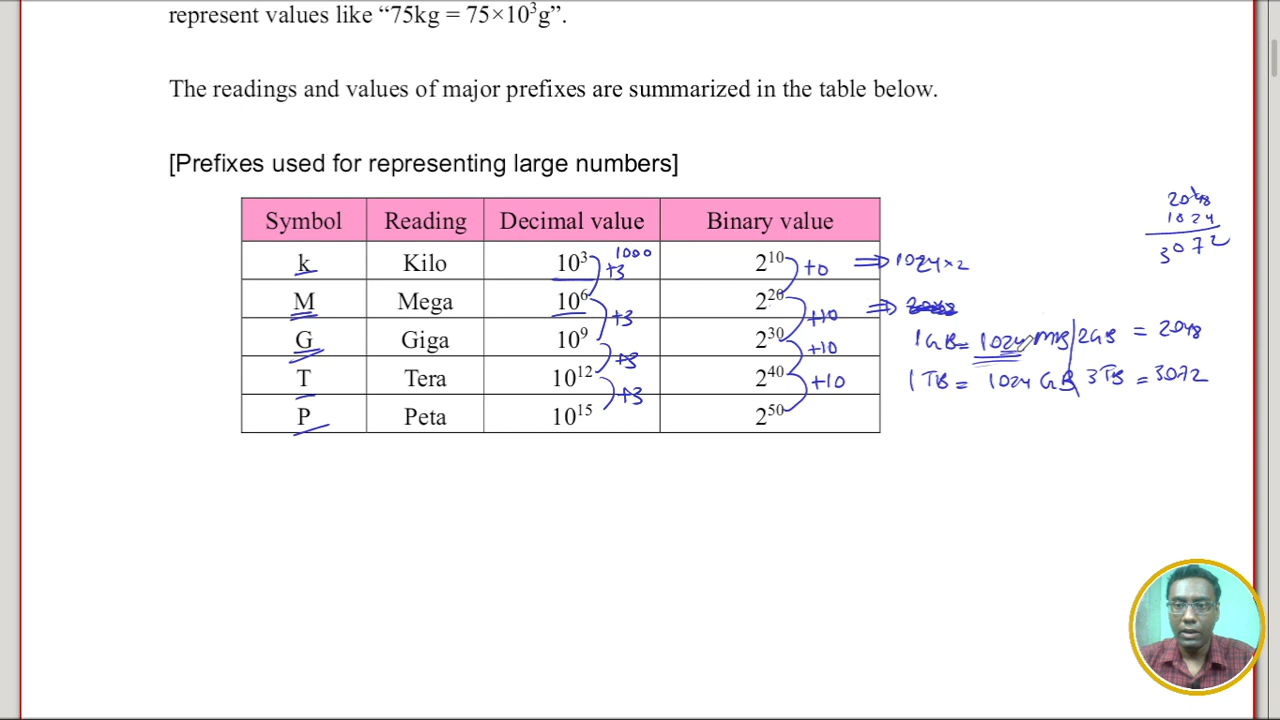 represent values like “75kg = 75×10³g”.
The readings and values of major prefixes are summarized in the table below.
[Prefixes used for representing large numbers]
2048
1024
3072
Symbol Reading Decimal value Binary value
k Kilo 10³ 1000 2¹⁰ ⇒ 1024×2
+3 +0
M Mega 10⁶ 2²⁰ ⇒
+3 +10
G Giga 10⁹ 2³⁰ 1GB = 1024 MB / 2GB = 2048
+3 +10
T Tera 10¹² 2⁴⁰ 1TB = 1024 GB 3TB = 3072
+3 +10
P Peta 10¹⁵ 2⁵⁰